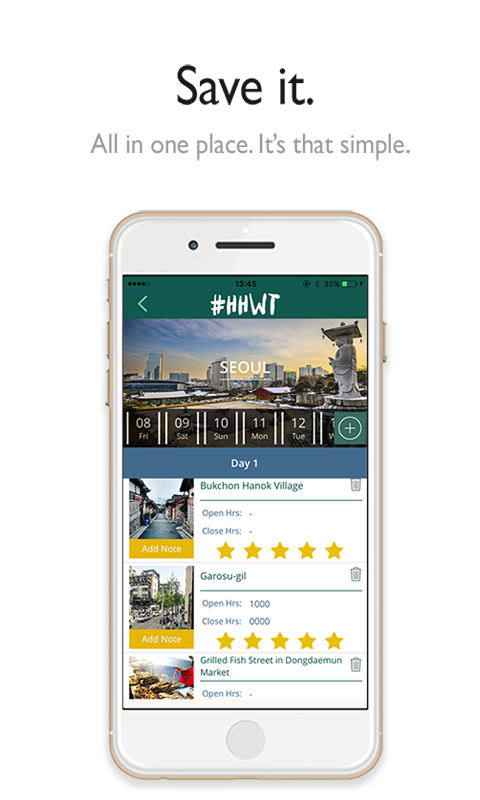 Save it.
All in one place. It's that simple.
13:45
35%
#HHWT
SEOUL
08 09 10 11 12 1
Fri Sat Sun Mon Tue W
Day 1
Bukchon Hanok Village
Open Hrs: -
Close Hrs: -
Add Note
Garosu-gil
Open Hrs: 1000
Close Hrs: 0000
Add Note
Grilled Fish Street in Dongdaemun
Market
Open Hrs: -